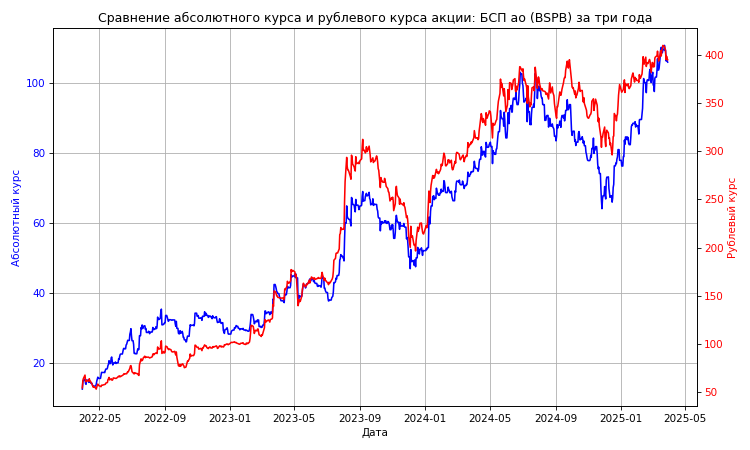 Сравнение абсолютного курса и рублевого курса акции: БСП ао (BSPB) за три года
Абсолютный курс
100
80
60
40
20
Рублевый курс
400
350
300
250
200
150
100
50
2022-05 2022-09 2023-01 2023-05 2023-09 2024-01 2024-05 2024-09 2025-01 2025-05
Дата